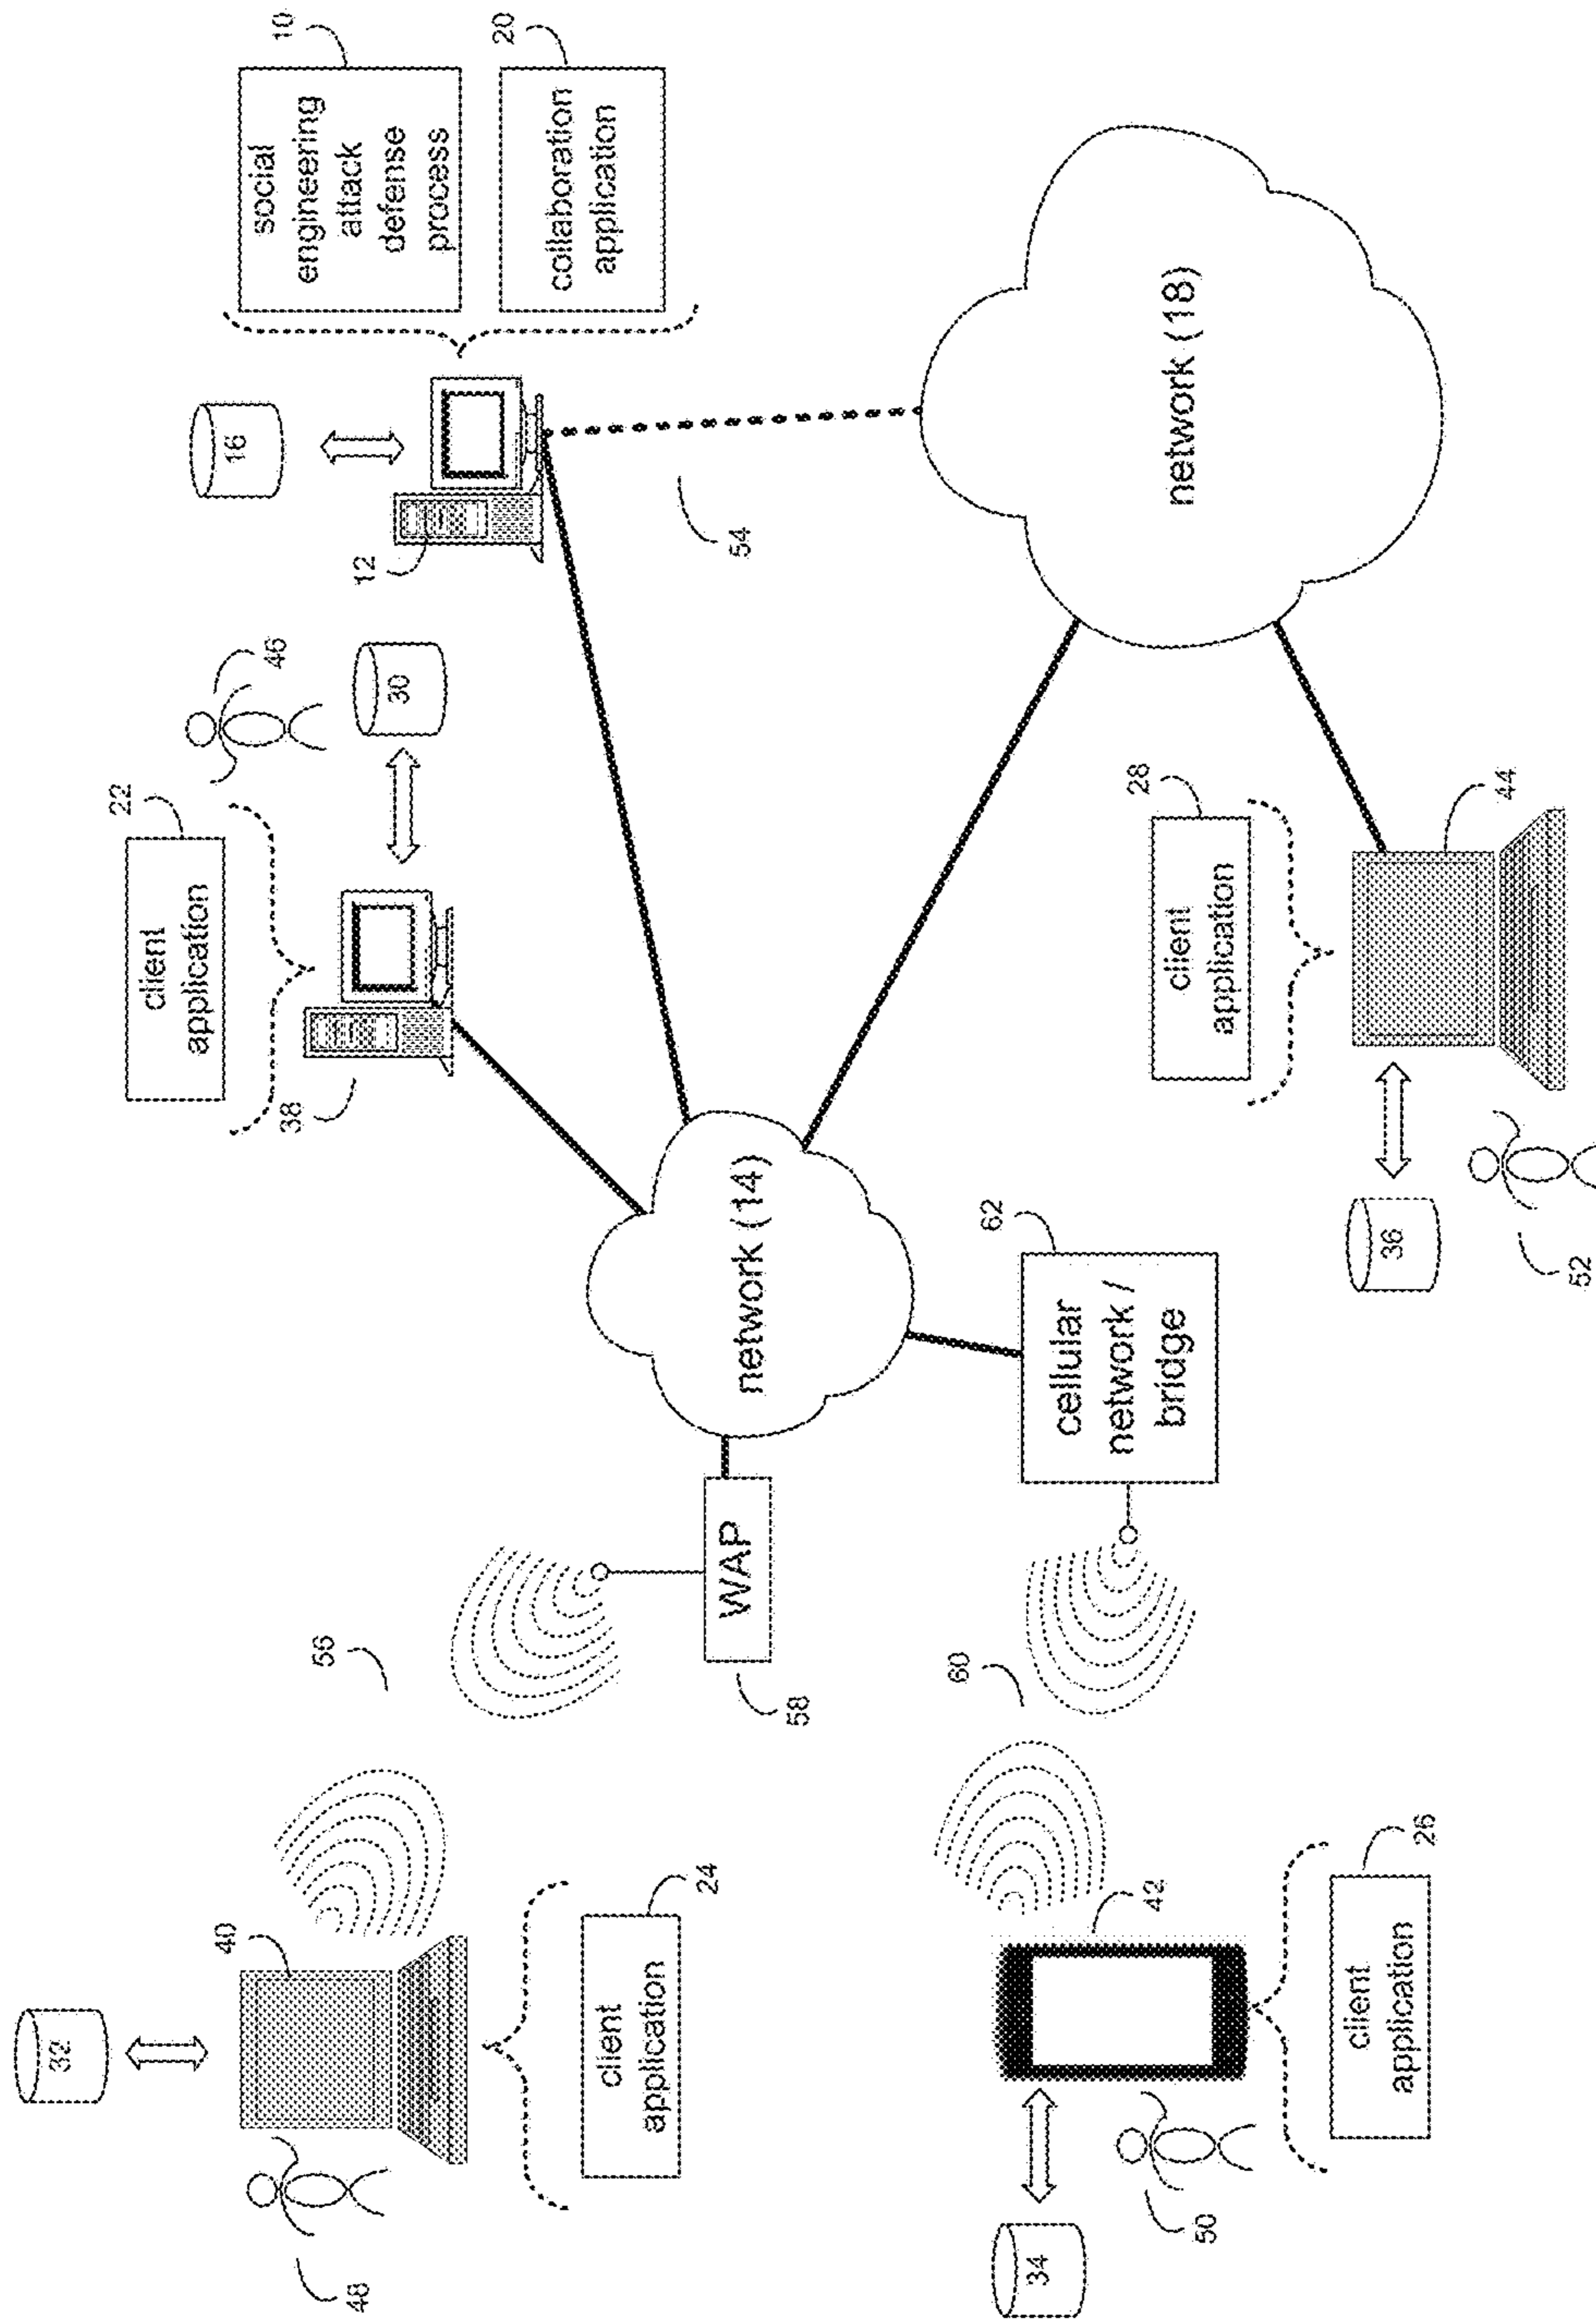 32
22
client
application
16
40
10
social
engineering
attack
defense
process
46
38
56
48
12
30
20
collaboration
application
client
application
24
WAP
network (14)
54
58
60
62
34
cellular
network /
bridge
28
client
application
42
network (18)
50
client
application
26
36
44
52